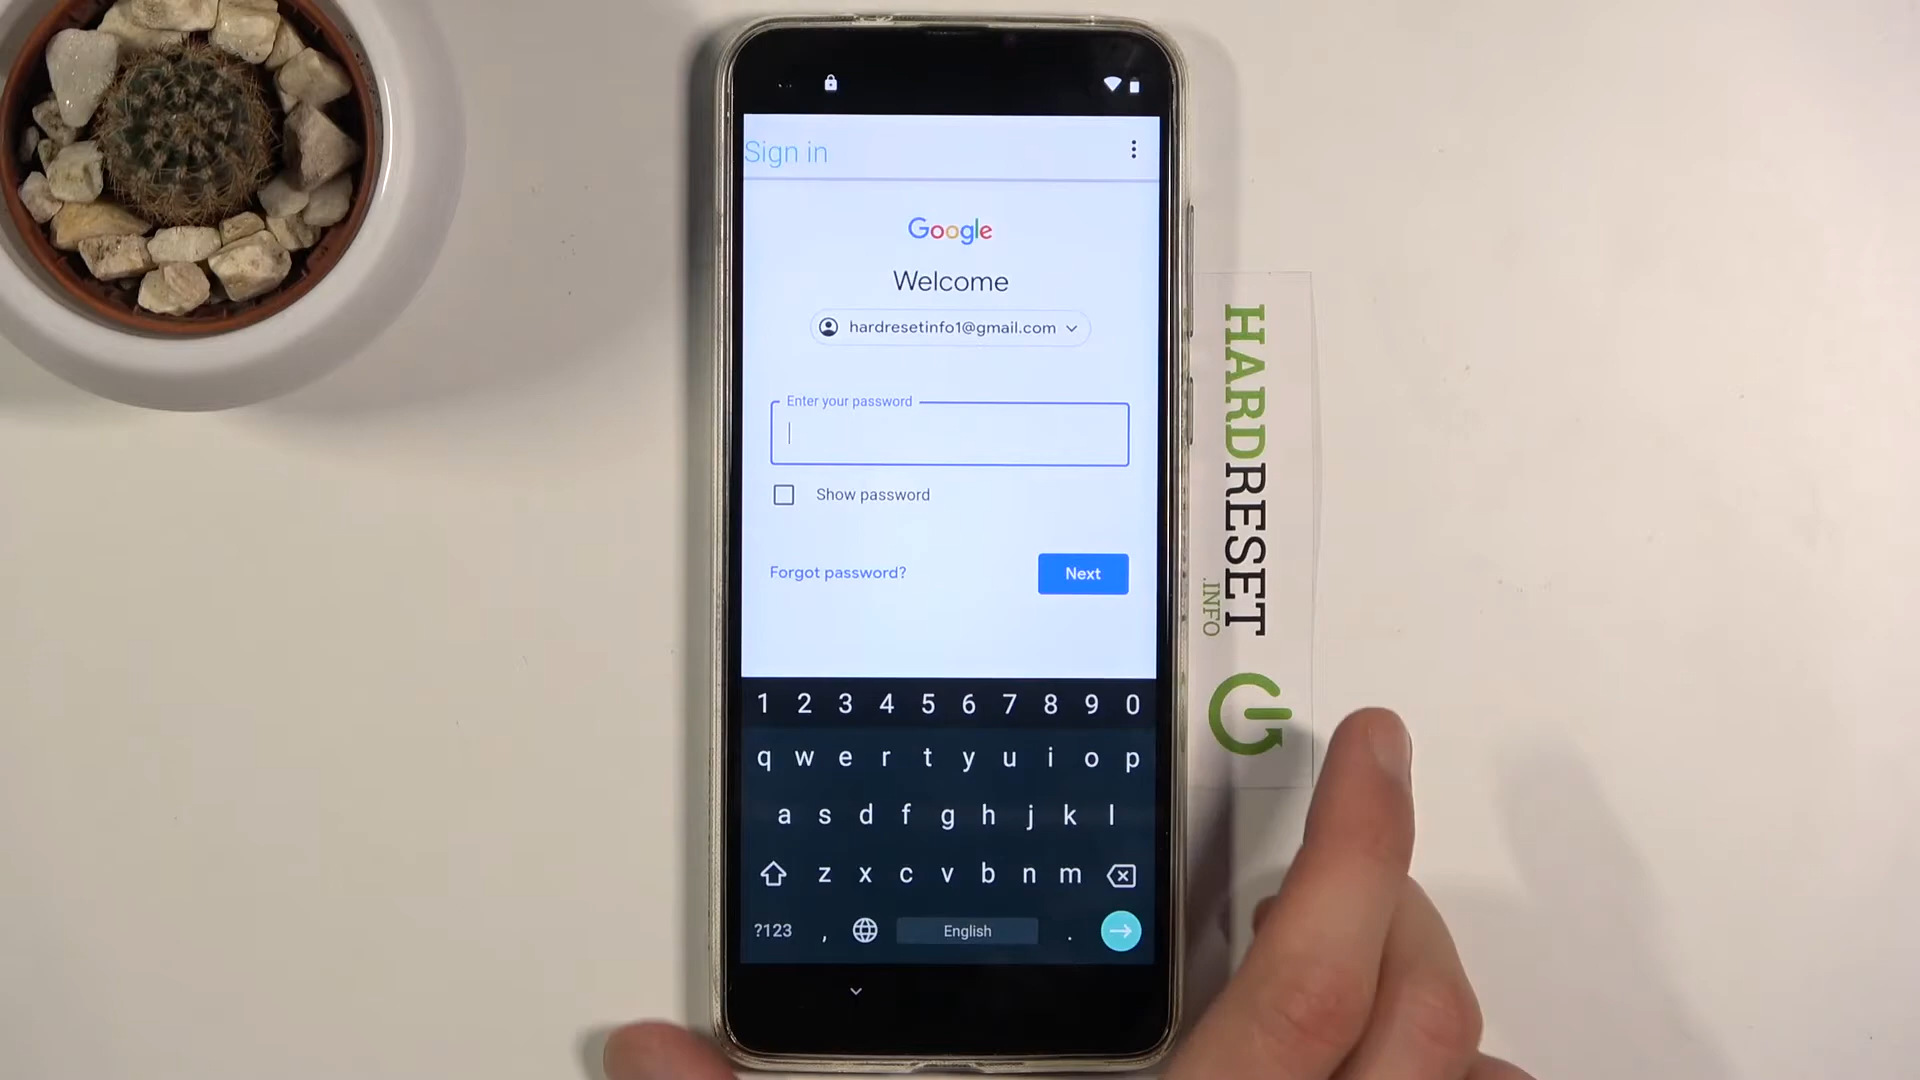 Sign in
Google
Welcome
hardresetinfo1@gmail.com
Enter your password
Show password
Forgot password?
Next
1 2 3 4 5 6 7 8 9 0
q w e r t y u i o p
a s d f g h j k l
z x c v b n m
?123 , English .
HARDRESET
.INFO